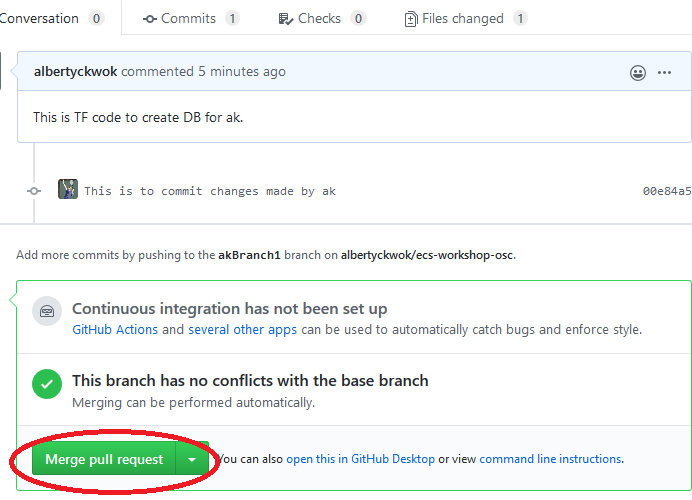 Conversation 0 Commits 1 Checks 0 Files changed 1
albertyckwok commented 5 minutes ago
This is TF code to create DB for ak.
This is to commit changes made by ak 00e84a5
Add more commits by pushing to the akBranch1 branch on albertyckwok/ecs-workshop-osc.
Continuous integration has not been set up
GitHub Actions and several other apps can be used to automatically catch bugs and enforce style.
This branch has no conflicts with the base branch
Merging can be performed automatically.
Merge pull request You can also open this in GitHub Desktop or view command line instructions.